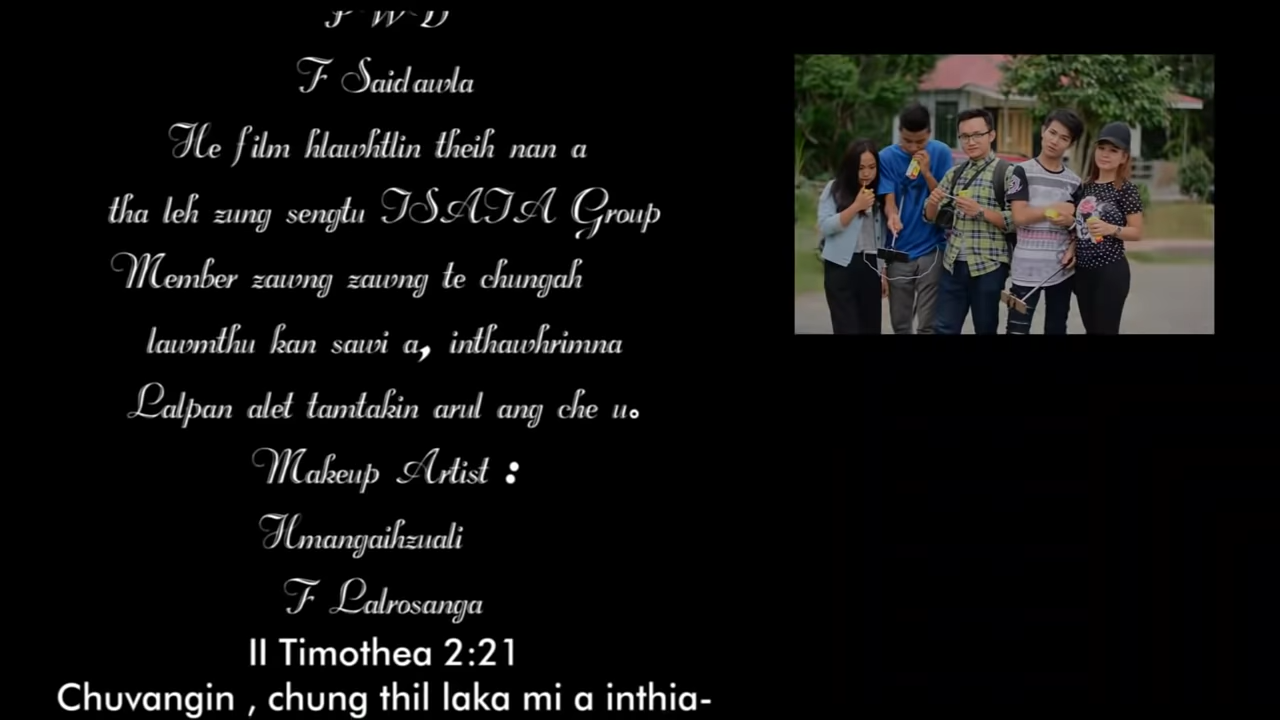 P W D
F Saidawla
He film hlawhtlin theih nan a
tha leh zung sengtu ISAIA Group
Member zawng zawng te chungah
lawmthu kan sawi a, inthawhrimna
Lalpan alet tamtakin arul ang che u.
Makeup Artist :
Hmangaihzuali
F Lalrosanga
II Timothea 2:21
Chuvangin , chung thil laka mi a inthia-